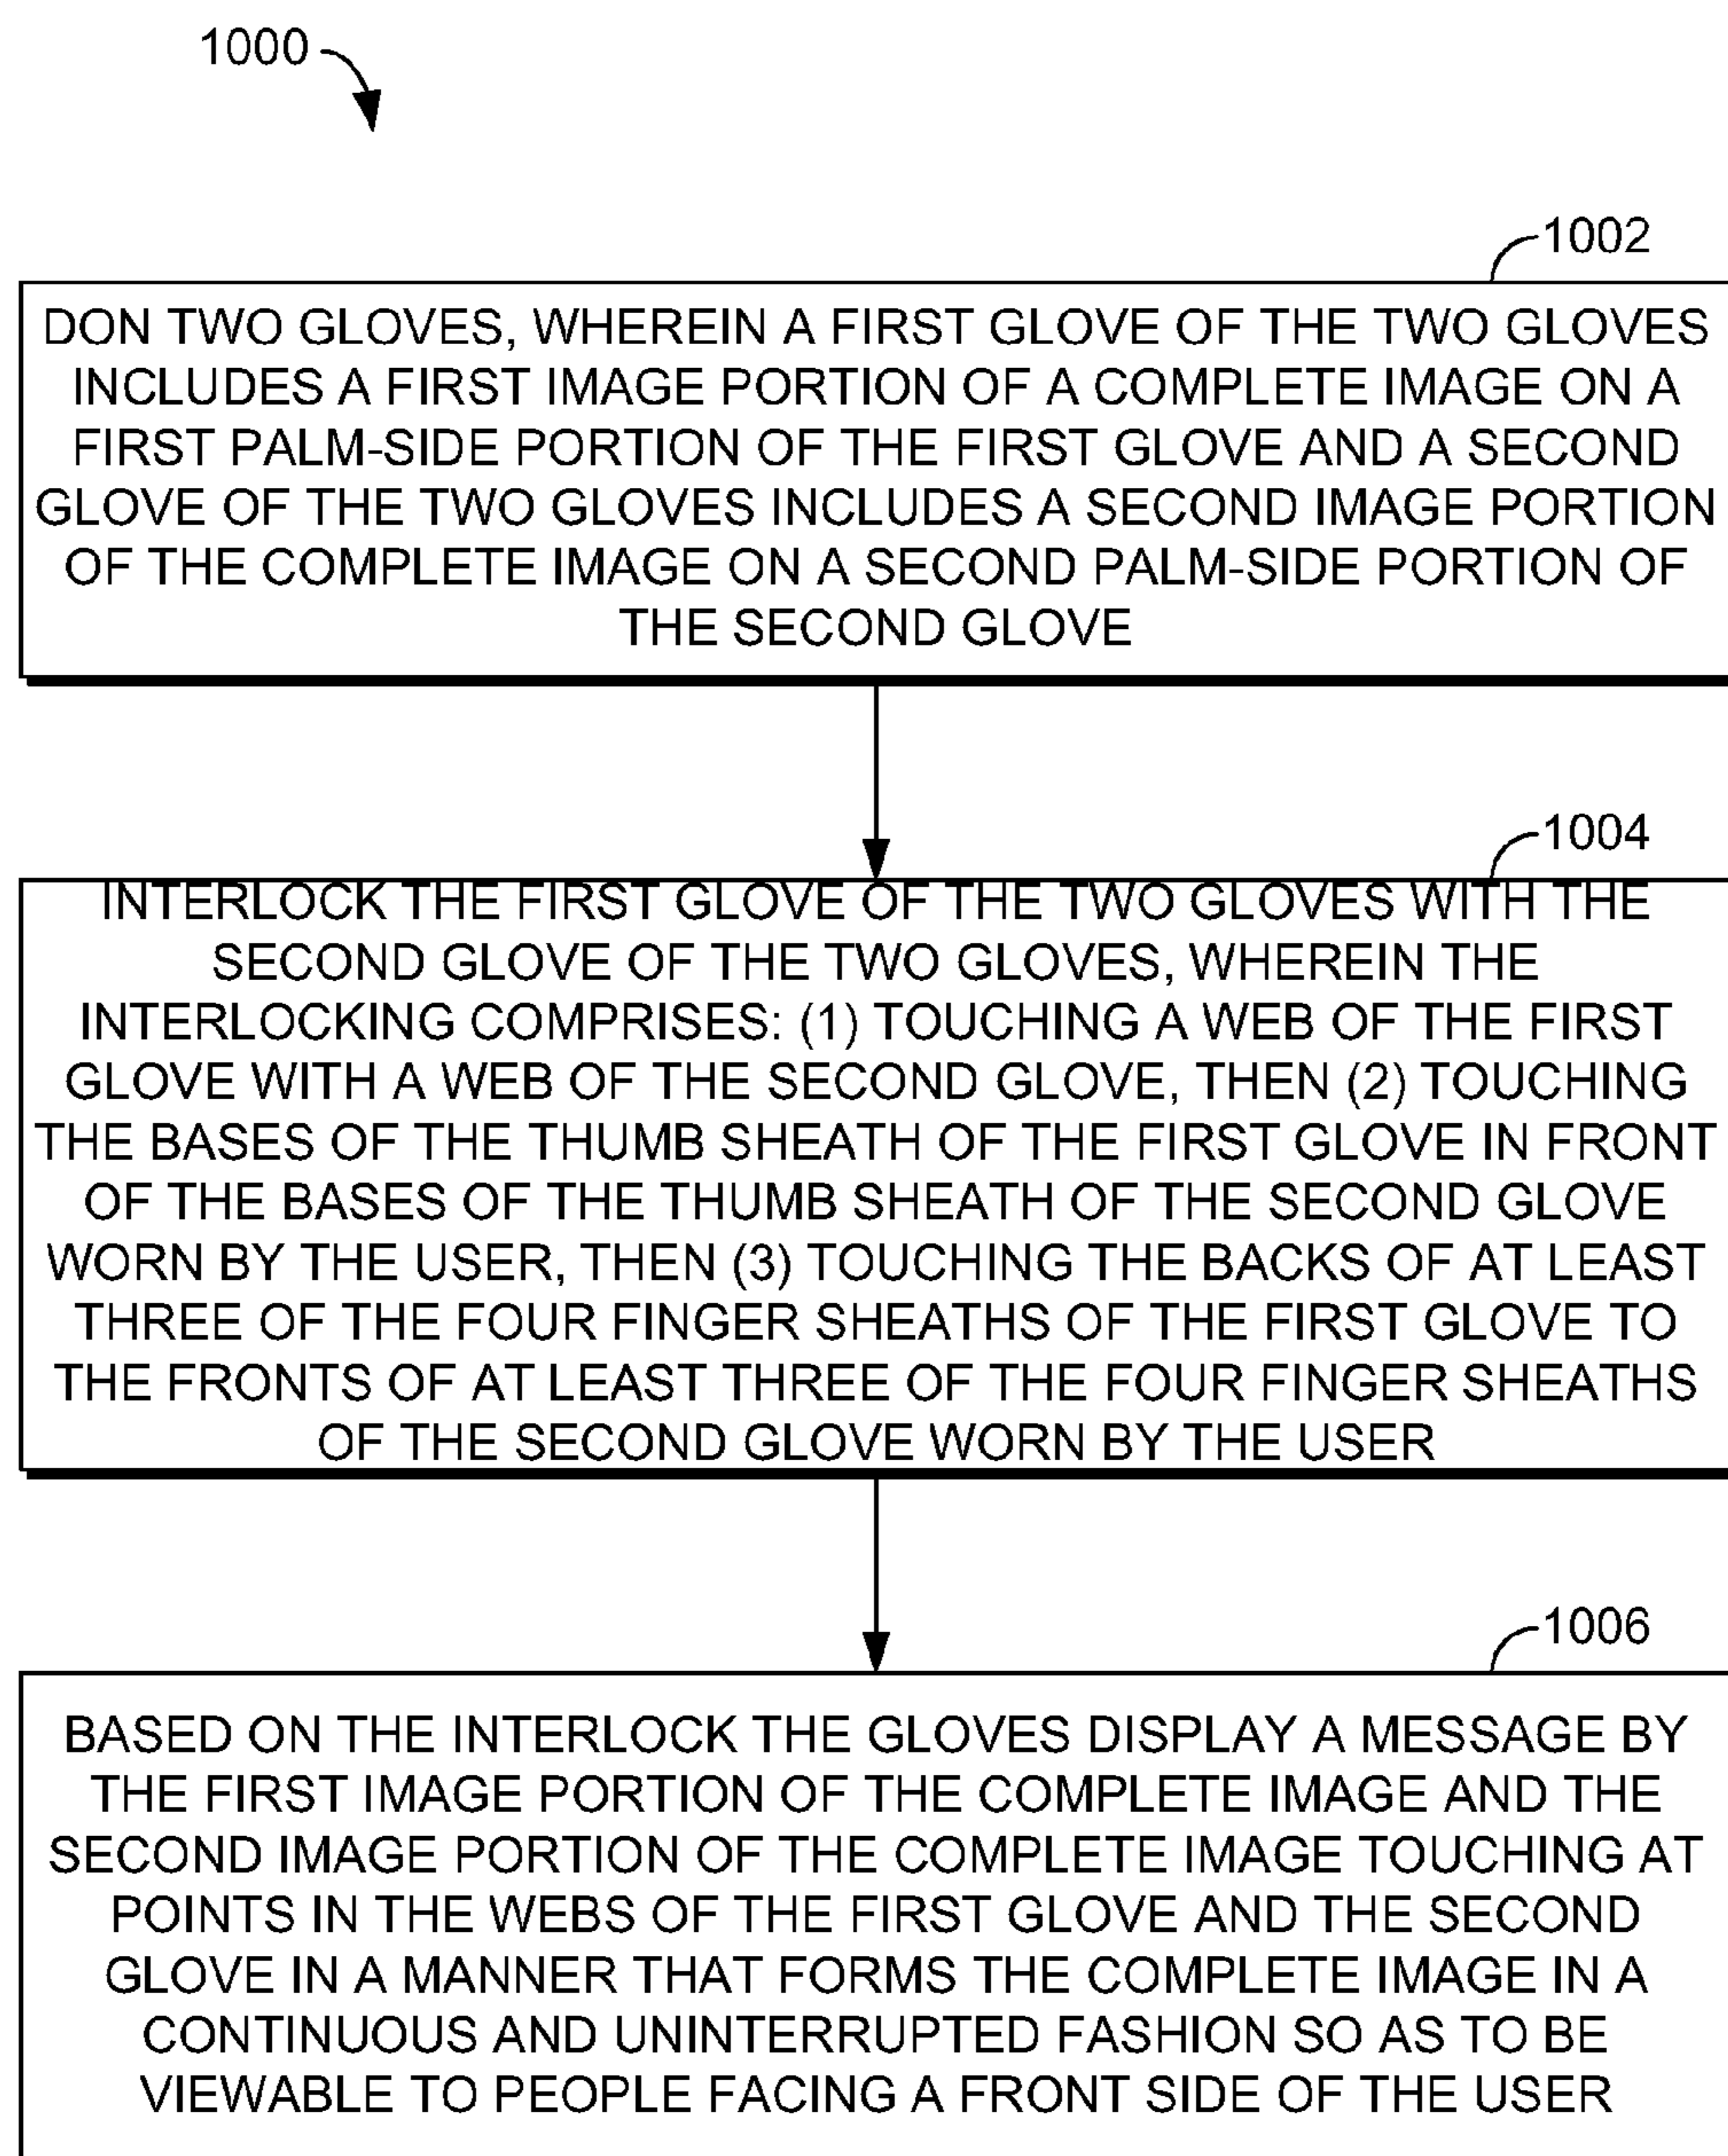 1000
1002
DON TWO GLOVES, WHEREIN A FIRST GLOVE OF THE TWO GLOVES
INCLUDES A FIRST IMAGE PORTION OF A COMPLETE IMAGE ON A
FIRST PALM-SIDE PORTION OF THE FIRST GLOVE AND A SECOND
GLOVE OF THE TWO GLOVES INCLUDES A SECOND IMAGE PORTION
OF THE COMPLETE IMAGE ON A SECOND PALM-SIDE PORTION OF
THE SECOND GLOVE
1004
INTERLOCK THE FIRST GLOVE OF THE TWO GLOVES WITH THE
SECOND GLOVE OF THE TWO GLOVES, WHEREIN THE
INTERLOCKING COMPRISES: (1) TOUCHING A WEB OF THE FIRST
GLOVE WITH A WEB OF THE SECOND GLOVE, THEN (2) TOUCHING
THE BASES OF THE THUMB SHEATH OF THE FIRST GLOVE IN FRONT
OF THE BASES OF THE THUMB SHEATH OF THE SECOND GLOVE
WORN BY THE USER, THEN (3) TOUCHING THE BACKS OF AT LEAST
THREE OF THE FOUR FINGER SHEATHS OF THE FIRST GLOVE TO
THE FRONTS OF AT LEAST THREE OF THE FOUR FINGER SHEATHS
OF THE SECOND GLOVE WORN BY THE USER
1006
BASED ON THE INTERLOCK THE GLOVES DISPLAY A MESSAGE BY
THE FIRST IMAGE PORTION OF THE COMPLETE IMAGE AND THE
SECOND IMAGE PORTION OF THE COMPLETE IMAGE TOUCHING AT
POINTS IN THE WEBS OF THE FIRST GLOVE AND THE SECOND
GLOVE IN A MANNER THAT FORMS THE COMPLETE IMAGE IN A
CONTINUOUS AND UNINTERRUPTED FASHION SO AS TO BE
VIEWABLE TO PEOPLE FACING A FRONT SIDE OF THE USER